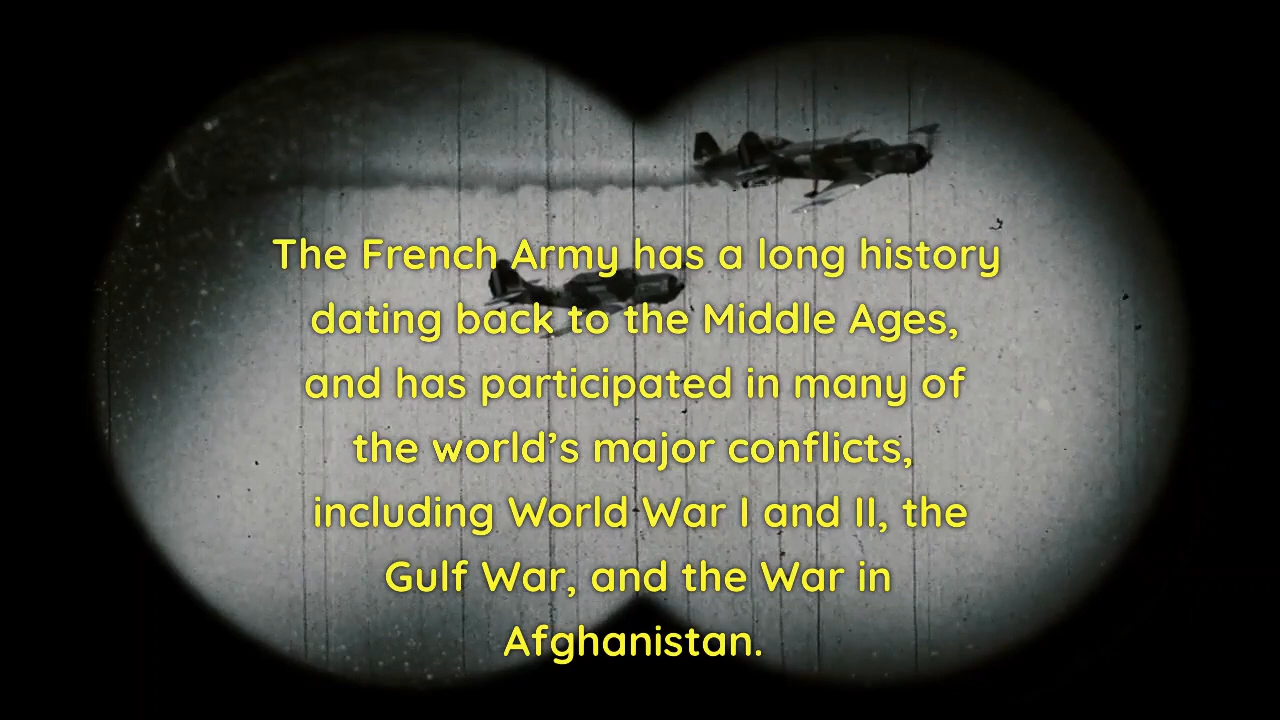 The French Army has a long history
dating back to the Middle Ages,
and has participated in many of
the world’s major conflicts,
including World War I and II, the
Gulf War, and the War in
Afghanistan.